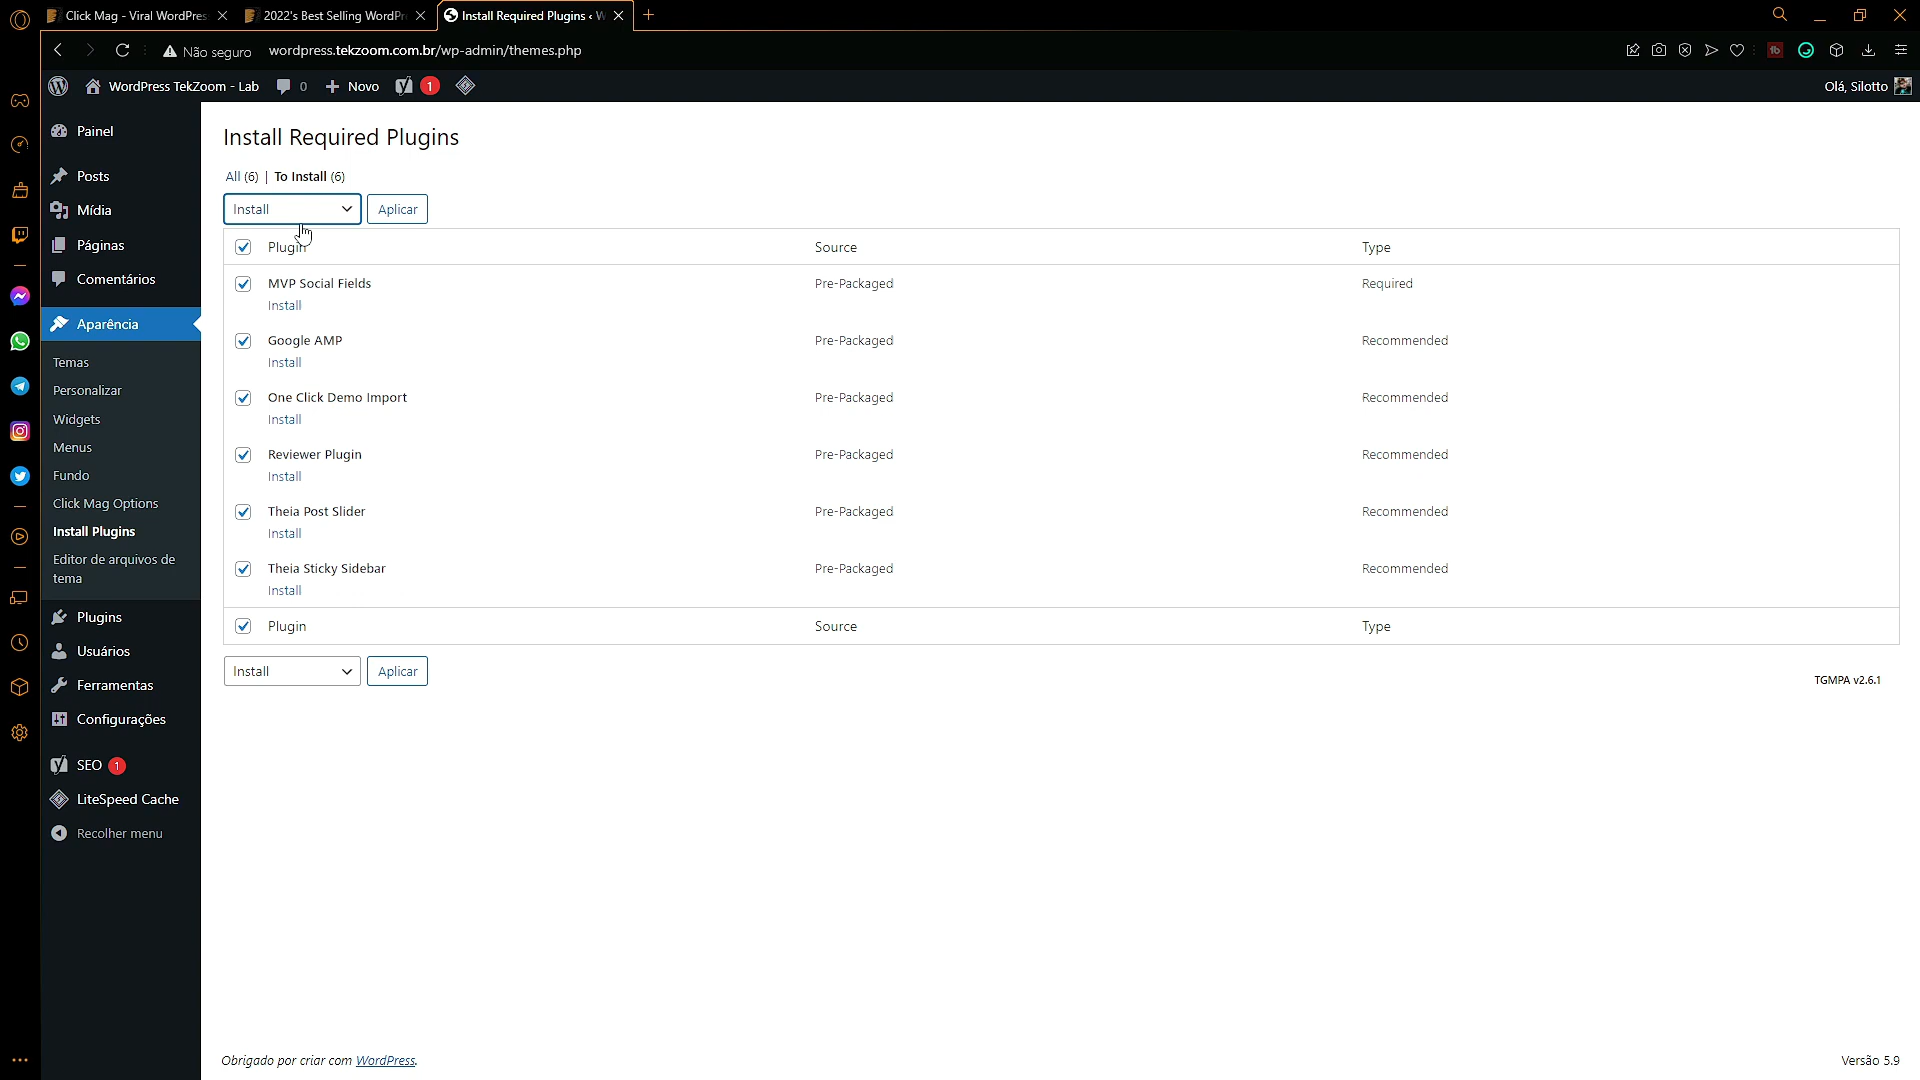 Click Mag - Viral WordPres
2022's Best Selling WordPr
Install Required Plugins ‹ W
Não seguro
wordpress.tekzoom.com.br/wp-admin/themes.php
WordPress TekZoom - Lab
0
Novo
1
Olá, Silotto
Painel
Posts
Mídia
Páginas
Comentários
Aparência
Temas
Personalizar
Widgets
Menus
Fundo
Click Mag Options
Install Plugins
Editor de arquivos de
tema
Plugins
Usuários
Ferramentas
Configurações
SEO 1
LiteSpeed Cache
Recolher menu
Install Required Plugins
All (6) | To Install (6)
Install
Aplicar
Plugin Source Type
MVP Social Fields Pre-Packaged Required
Install
Google AMP Pre-Packaged Recommended
Install
One Click Demo Import Pre-Packaged Recommended
Install
Reviewer Plugin Pre-Packaged Recommended
Install
Theia Post Slider Pre-Packaged Recommended
Install
Theia Sticky Sidebar Pre-Packaged Recommended
Install
Plugin Source Type
Install
Aplicar
TGMPA v2.6.1
Obrigado por criar com WordPress.
Versão 5.9